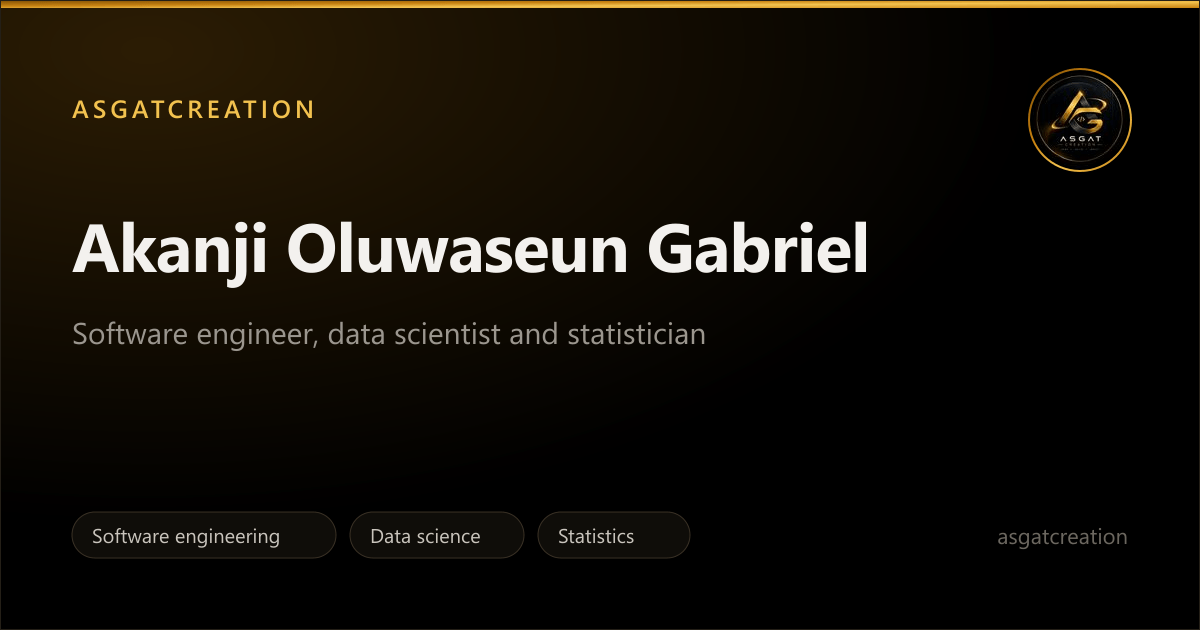 ASGATCREATION
ASGAT
CREATION
Akanji Oluwaseun Gabriel
Software engineer, data scientist and statistician
Software engineering
Data science
Statistics
asgatcreation